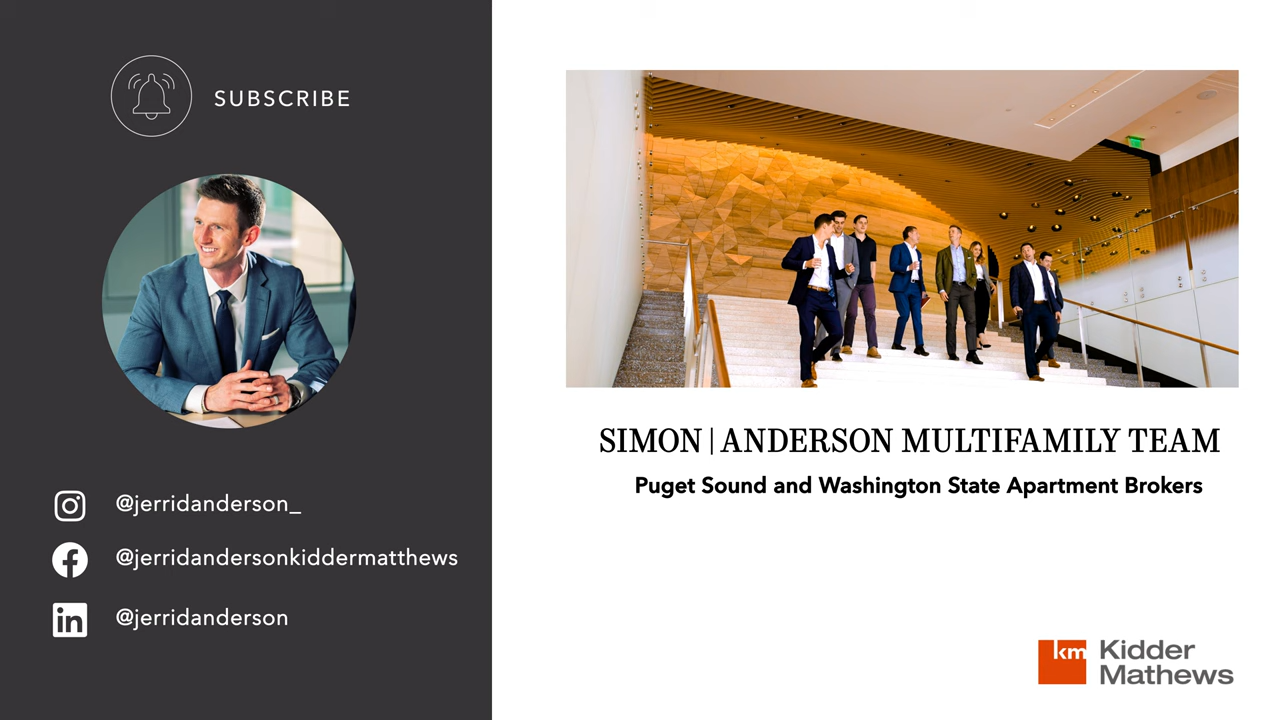 SUBSCRIBE
@jerridanderson_
@jerridandersonkiddermatthews
@jerridanderson
SIMON | ANDERSON MULTIFAMILY TEAM
Puget Sound and Washington State Apartment Brokers
km Kidder
Mathews